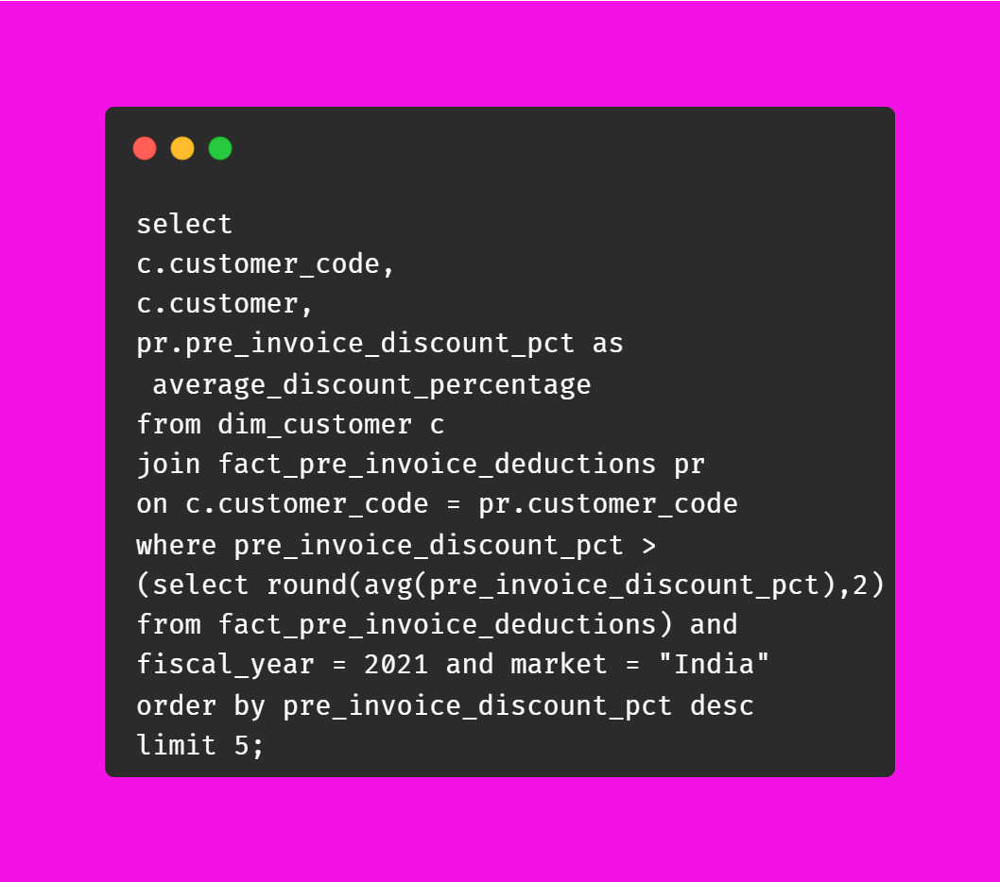 select
c.customer_code,
c.customer,
pr.pre_invoice_discount_pct as
 average_discount_percentage
from dim_customer c
join fact_pre_invoice_deductions pr
on c.customer_code = pr.customer_code
where pre_invoice_discount_pct >
(select round(avg(pre_invoice_discount_pct),2)
from fact_pre_invoice_deductions) and
fiscal_year = 2021 and market = "India"
order by pre_invoice_discount_pct desc
limit 5;